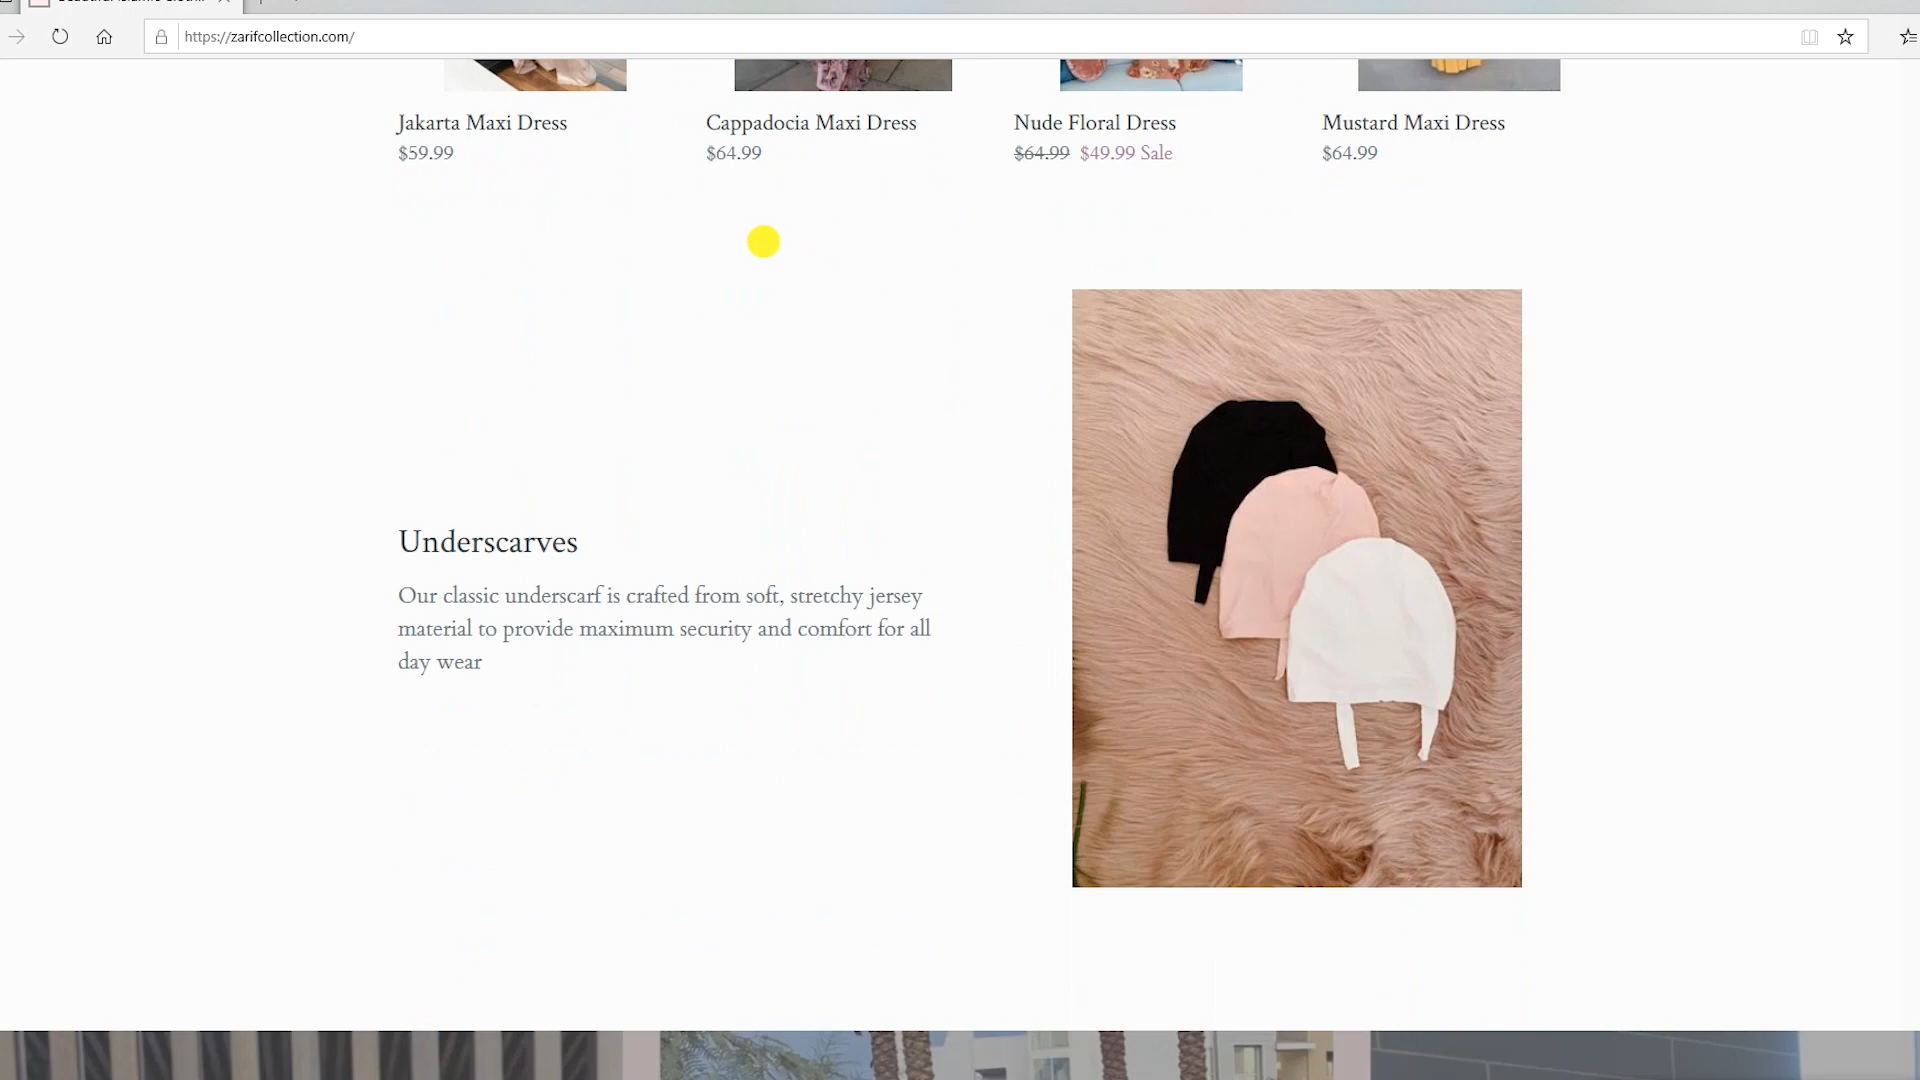 https://zarifcollection.com/
Jakarta Maxi Dress
$59.99
Cappadocia Maxi Dress
$64.99
Nude Floral Dress
$64.99 $49.99 Sale
Mustard Maxi Dress
$64.99
Underscarves
Our classic underscarf is crafted from soft, stretchy jersey
material to provide maximum security and comfort for all
day wear